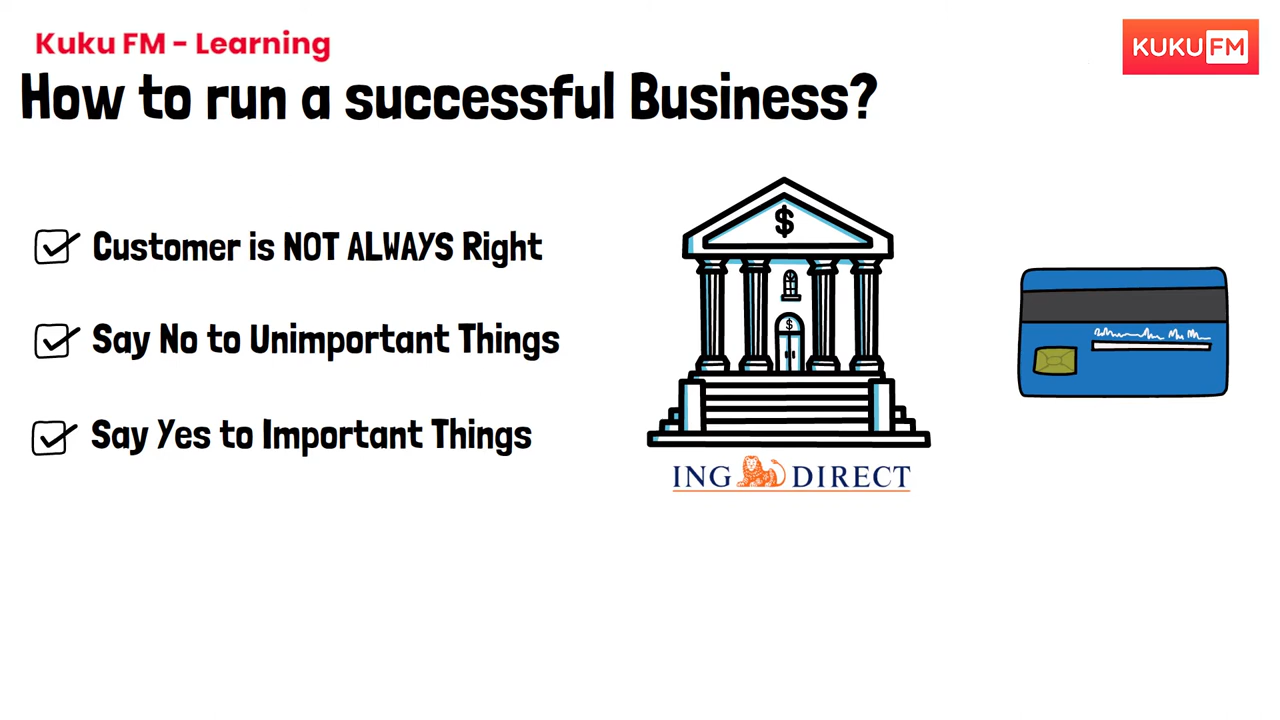 Kuku FM - Learning
KUKU FM
How to run a successful Business?
Customer is NOT ALWAYS Right
Say No to Unimportant Things
Say Yes to Important Things
$
$
ING DIRECT